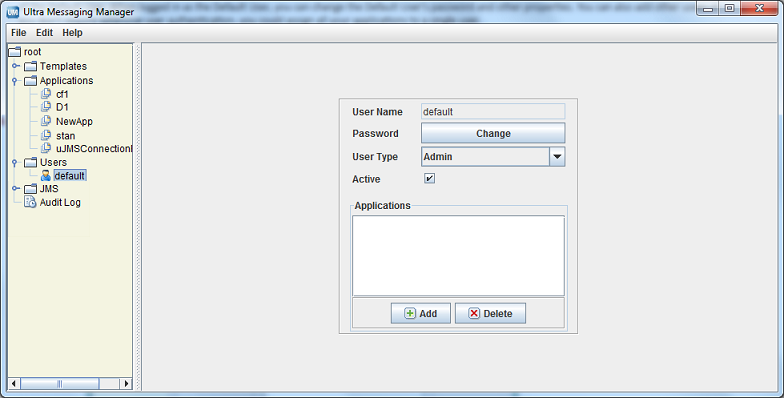 UM Ultra Messaging Manager
File Edit Help
root
Templates
Applications
cf1
D1
NewApp
stan
uJMSConnection
Users
default
JMS
Audit Log
User Name default
Password Change
User Type Admin
Active
Applications
Add Delete